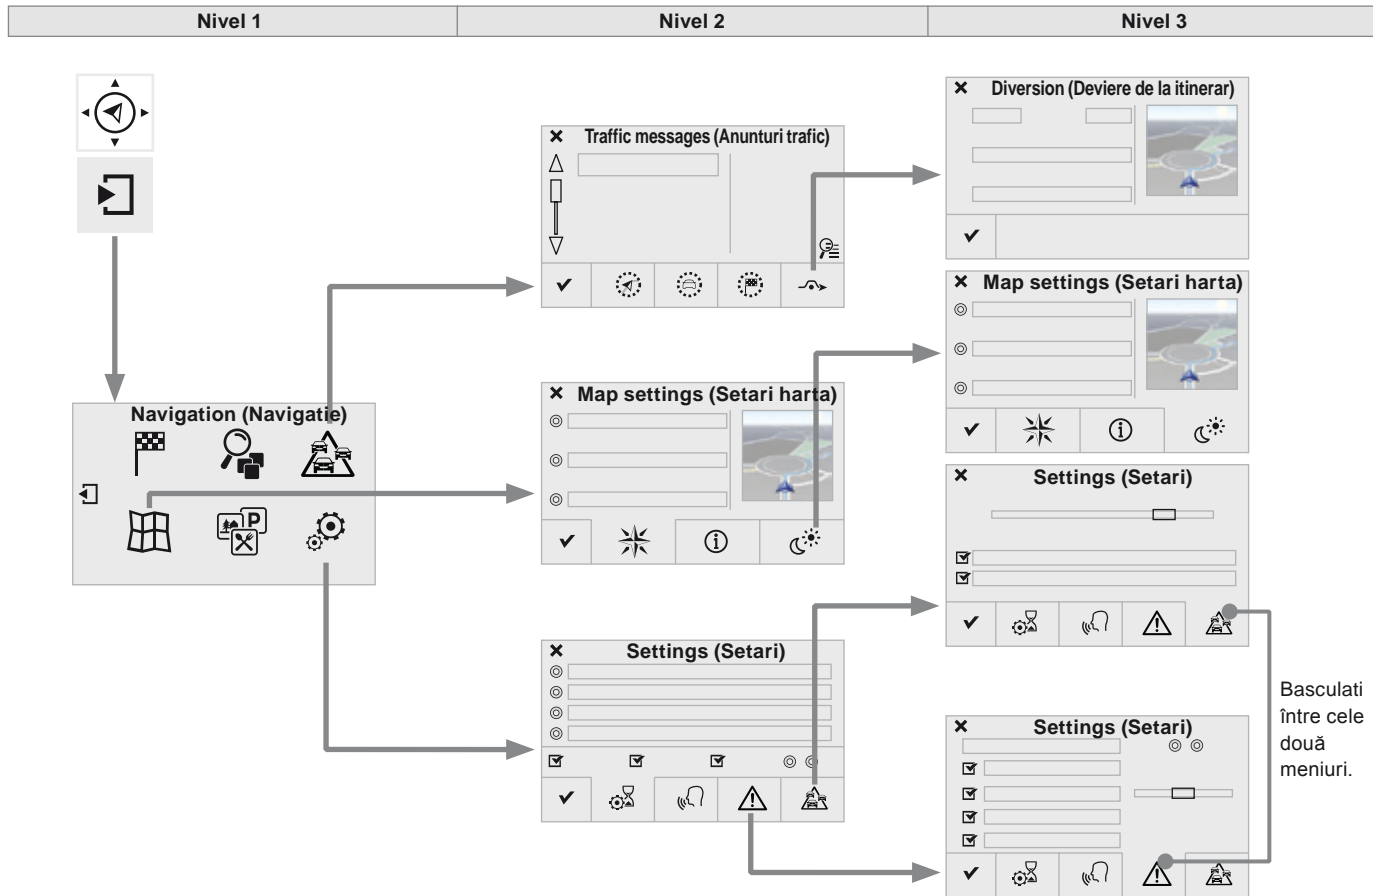 Nivel 1
Nivel 2
Nivel 3
Navigation (Navigatie)
Traffic messages (Anunturi trafic)
Map settings (Setari harta)
Settings (Setari)
Diversion (Deviere de la itinerar)
Map settings (Setari harta)
Settings (Setari)
Settings (Setari)
Basculati
între cele
două
meniuri.
P